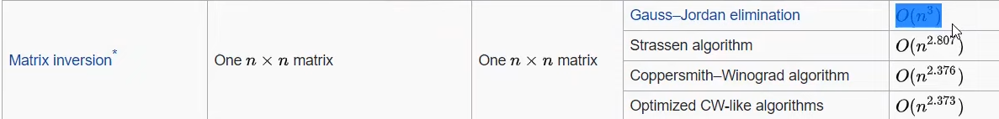 Matrix inversion* One n × n matrix One n × n matrix Gauss–Jordan elimination O(n^3)
Strassen algorithm O(n^2.807)
Coppersmith–Winograd algorithm O(n^2.376)
Optimized CW-like algorithms O(n^2.373)